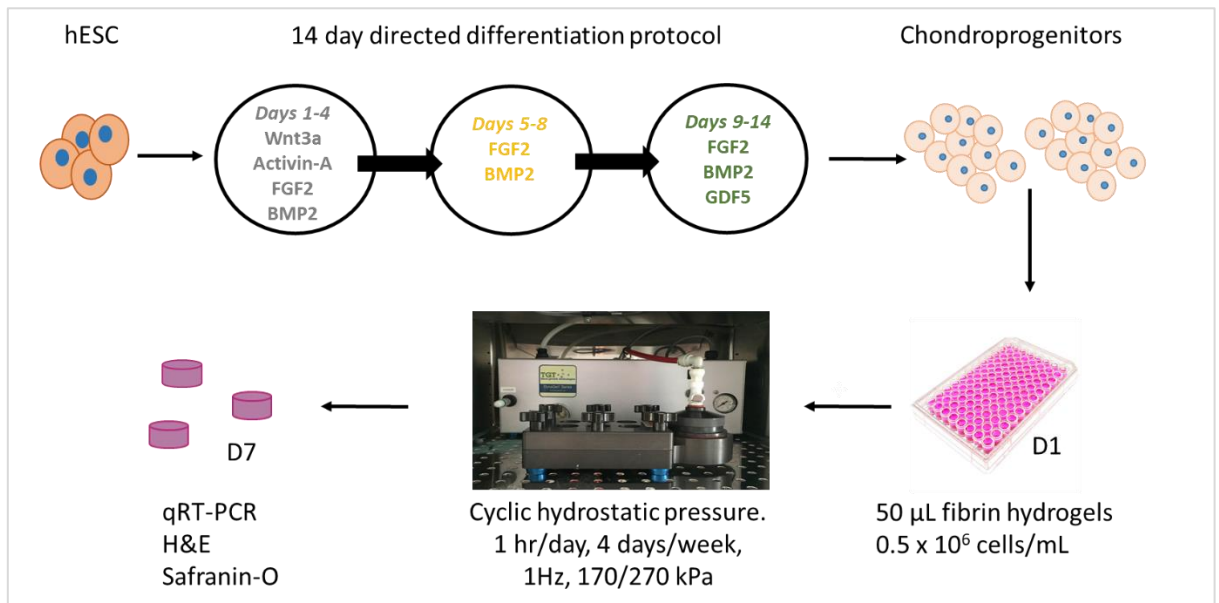 hESC
14 day directed differentiation protocol
Chondroprogenitors
Days 1-4
Wnt3a
Activin-A
FGF2
BMP2
Days 5-8
FGF2
BMP2
Days 9-14
FGF2
BMP2
GDF5
D7
qRT-PCR
H&E
Safranin-O
TGT
Cyclic hydrostatic pressure.
1 hr/day, 4 days/week,
1Hz, 170/270 kPa
D1
50 µL fibrin hydrogels
0.5 x 10⁶ cells/mL